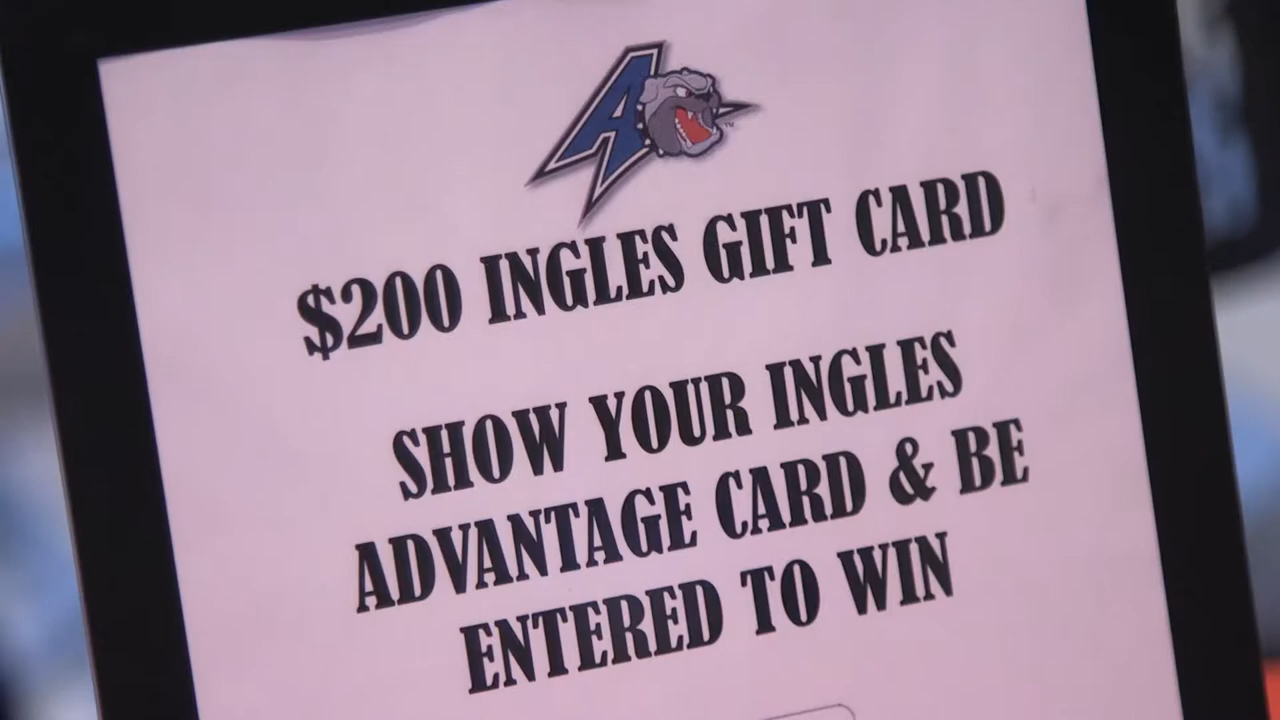 A
$200 INGLES GIFT CARD
SHOW YOUR INGLES
ADVANTAGE CARD & BE
ENTERED TO WIN